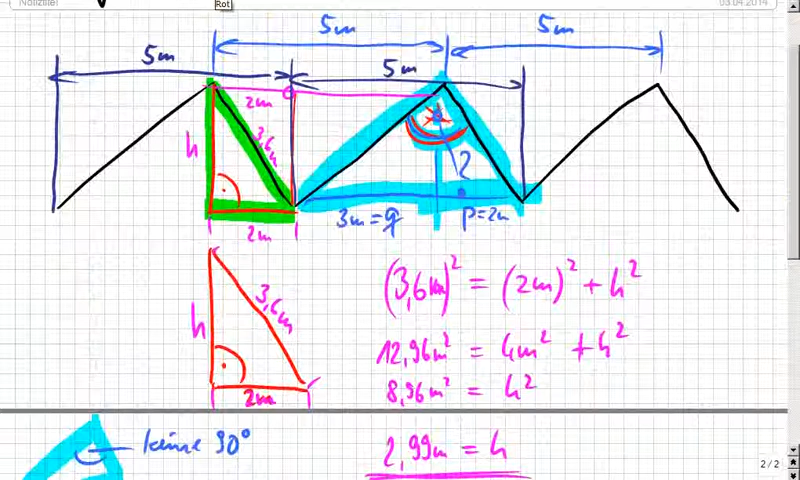 Notiztitel
Rot
03.04.2014
5m
5m
5m
5m
2m
h
3,6m
2m
3m = q
p = 2m
(3,6m)² = (2m)² + h²
h
3,6m
12,96m² = 4m² + h²
8,96m² = h²
2m
keine 90°
2,99m = h
2/2